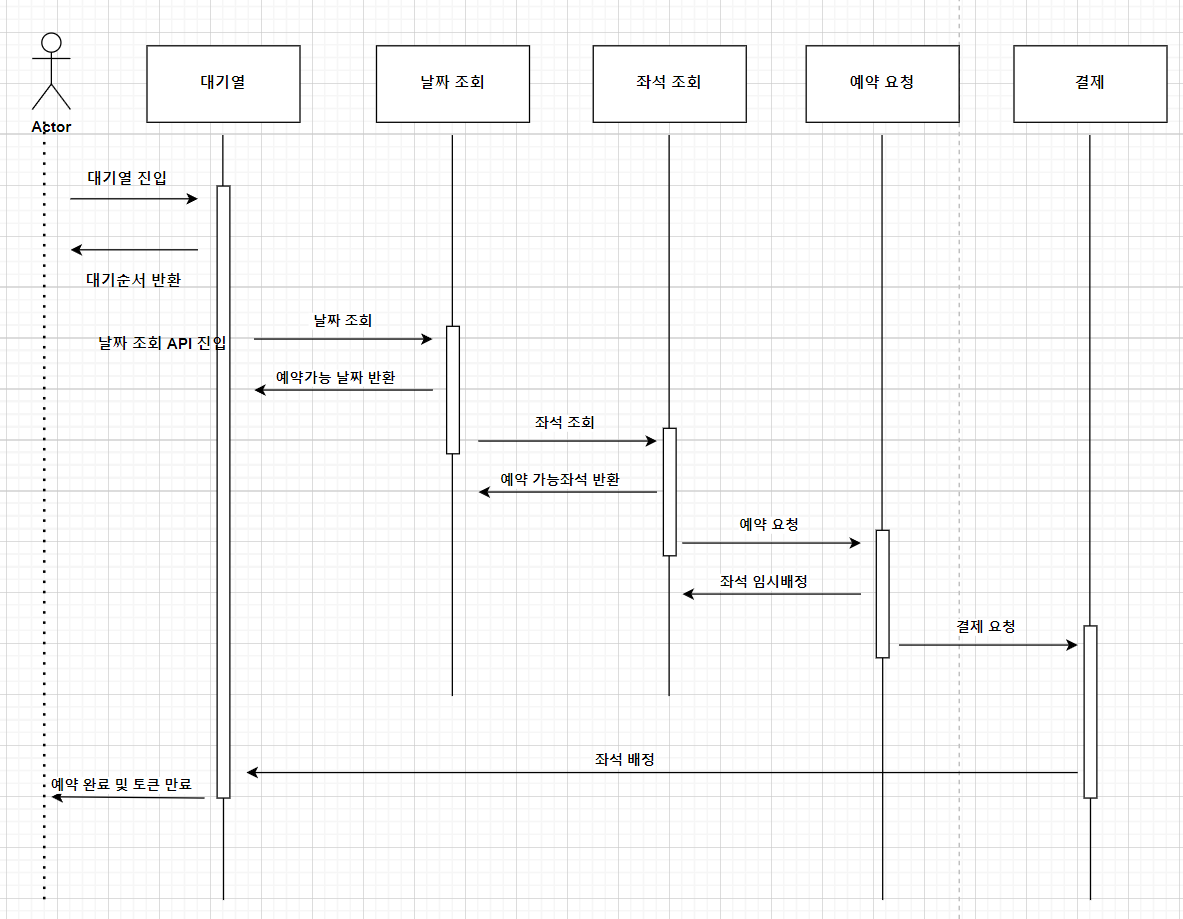 대기열
날짜 조회
좌석 조회
예약 요청
결제
Actor
대기열 진입
대기순서 반환
날짜 조회
날짜 조회 API 진입
예약가능 날짜 반환
좌석 조회
예약 가능좌석 반환
예약 요청
좌석 임시배정
결제 요청
좌석 배정
예약 완료 및 토큰 만료